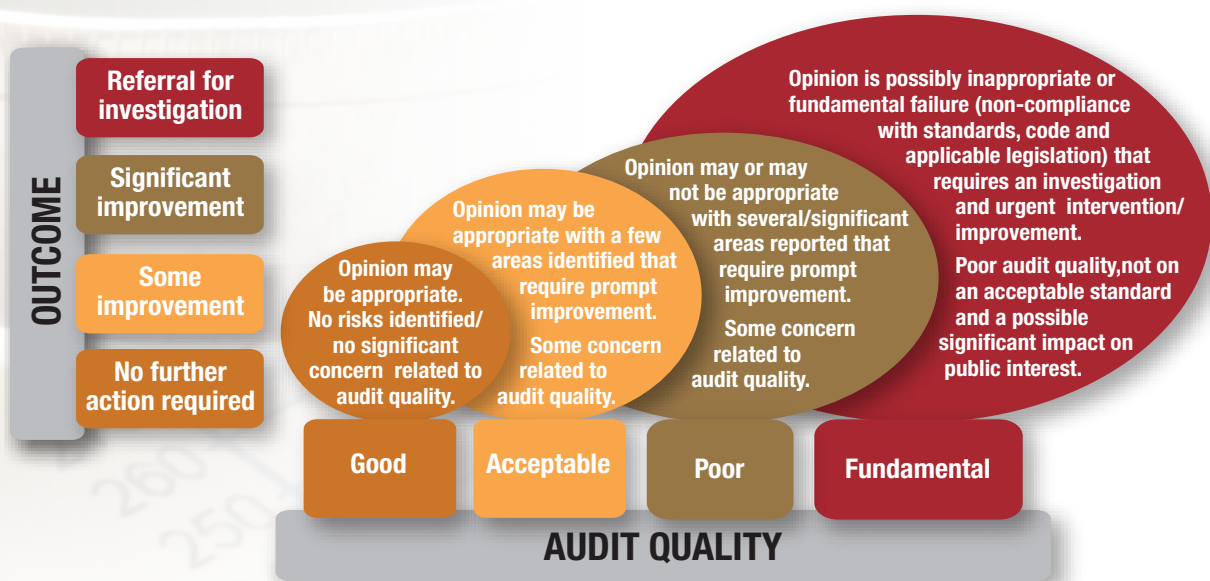 OUTCOME
Referral for
investigation
Significant
improvement
Some
improvement
No further
action required
Opinion may
be appropriate.
No risks identified/
no significant
concern related to
audit quality.
Opinion may be
appropriate with a few
areas identified that
require prompt
improvement.
Some concern
related to
audit quality.
Opinion may or may
not be appropriate
with several/significant
areas reported that
require prompt
improvement.
Some concern
related to
audit quality.
Opinion is possibly inappropriate or
fundamental failure (non-compliance
with standards, code and
applicable legislation) that
requires an investigation
and urgent intervention/
improvement.
Poor audit quality,not on
an acceptable standard
and a possible
significant impact on
public interest.
Good
Acceptable
Poor
Fundamental
AUDIT QUALITY
260
250